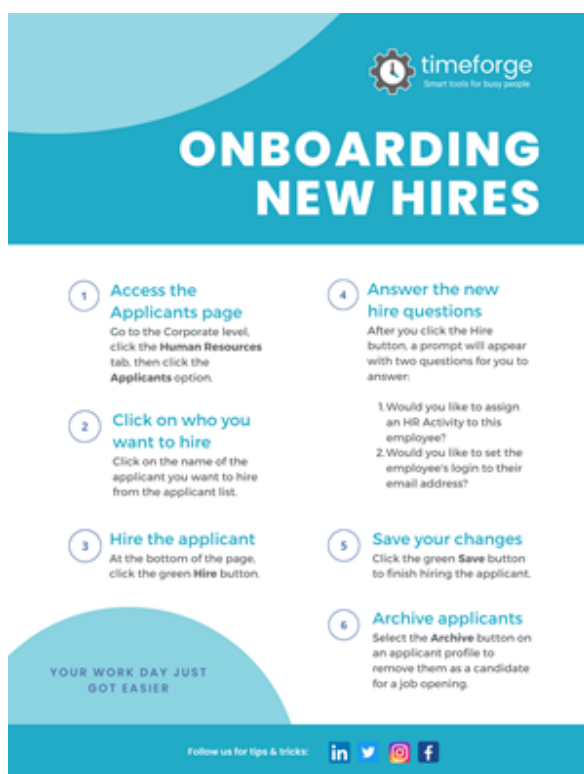 timeforge
Smart tools for busy people
ONBOARDING
NEW HIRES
1
Access the
Applicants page
Go to the Corporate level,
click the Human Resources
tab, then click the
Applicants option.
2
Click on who you
want to hire
Click on the name of the
applicant you want to hire
from the applicant list.
3
Hire the applicant
At the bottom of the page,
click the green Hire button.
4
Answer the new
hire questions
After you click the Hire
button, a prompt will appear
with two questions for you to
answer:
1. Would you like to assign
an HR Activity to this
employee?
2. Would you like to set the
employee's login to their
email address?
5
Save your changes
Click the green Save button
to finish hiring the applicant.
6
Archive applicants
Select the Archive button on
an applicant profile to
remove them as a candidate
for a job opening.
YOUR WORK DAY JUST
GOT EASIER
Follow us for tips & tricks: